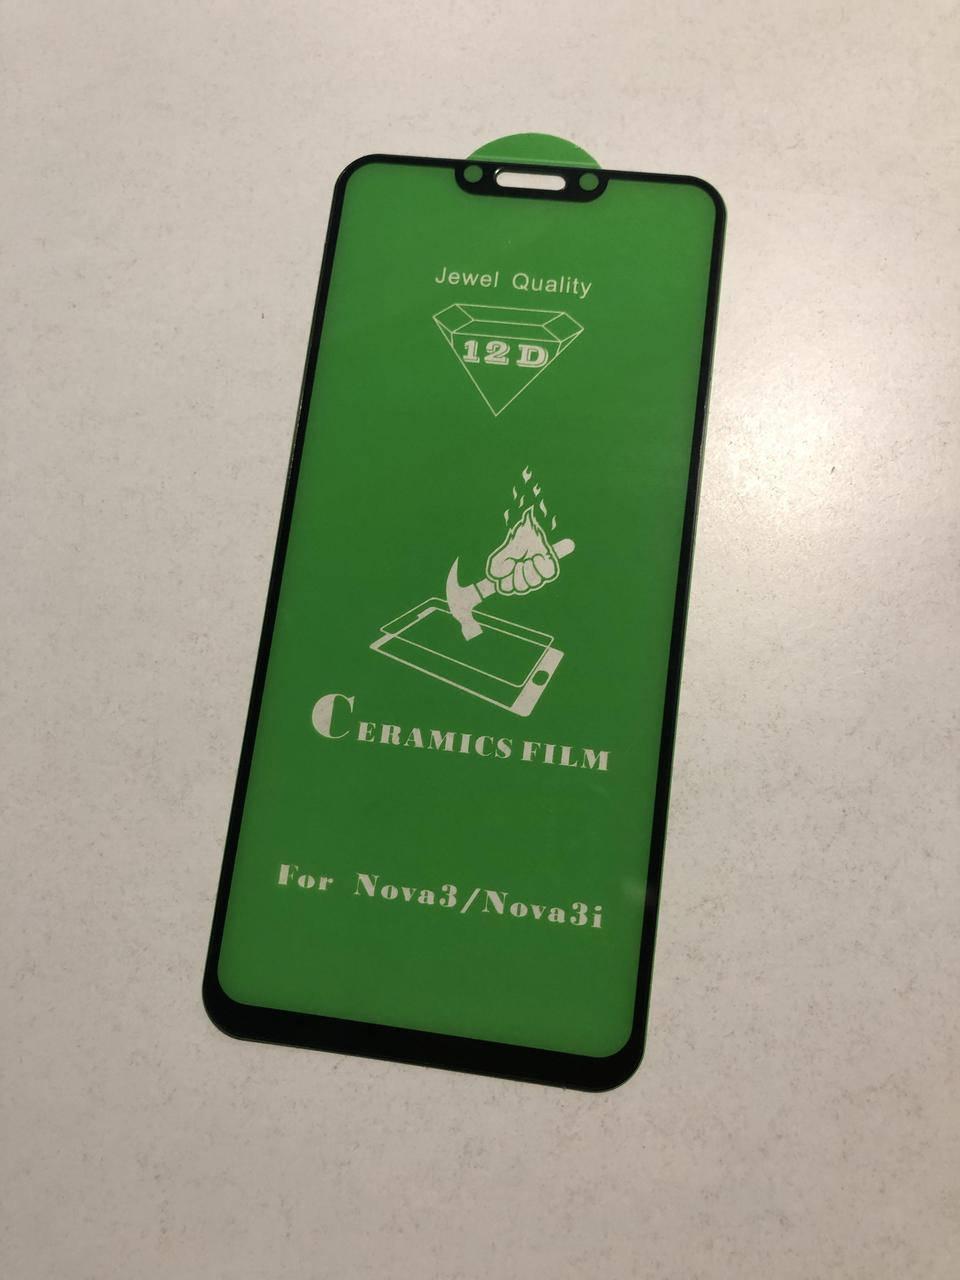 Jewel Quality
12D
CERAMICS FILM
For Nova3/Nova3i